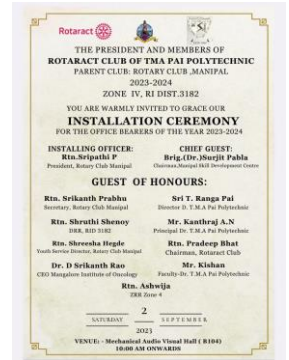 Rotaract
THE PRESIDENT AND MEMBERS OF
ROTARACT CLUB OF TMA PAI POLYTECHNIC
PARENT CLUB: ROTARY CLUB ,MANIPAL
2023-2024
ZONE IV, RI DIST.3182
YOU ARE WARMLY INVITED TO GRACE OUR
INSTALLATION CEREMONY
FOR THE OFFICE BEARERS OF THE YEAR 2023-2024
INSTALLING OFFICER:
Rtn.Sripathi P
President, Rotary Club Manipal
CHIEF GUEST:
Brig.(Dr.)Surjit Pabla
Chairman,Manipal Skill Development Centre
GUEST OF HONOURS:
Rtn. Srikanth Prabhu
Secretary, Rotary Club Manipal
Sri T. Ranga Pai
Director D. T.M.A Pai Polytechnic
Rtn. Shruthi Shenoy
DRR, RID 3182
Mr. Kanthraj A.N
Principal Dr. T.M.A Pai Polytechnic
Rtn. Shreesha Hegde
Youth Service Director, Rotary Club Manipal
Rtn. Pradeep Bhat
Chairman, Rotaract Club
Dr. D Srikanth Rao
CEO Mangalore Institute of Oncology
Mr. Kishan
Faculty-Dr. T.M.A Pai Polytechnic
Rtn. Ashwija
ZRR Zone 4
SATURDAY 2 SEPTEMBER
2023
VENUE: - Mechanical Audio Visual Hall ( B104)
10:00 AM ONWARDS